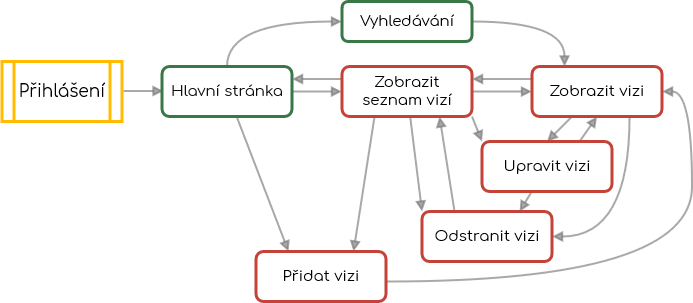 Vyhledávání
Přihlášení
Hlavní stránka
Zobrazit
seznam vizí
Zobrazit vizi
Upravit vizi
Odstranit vizi
Přidat vizi